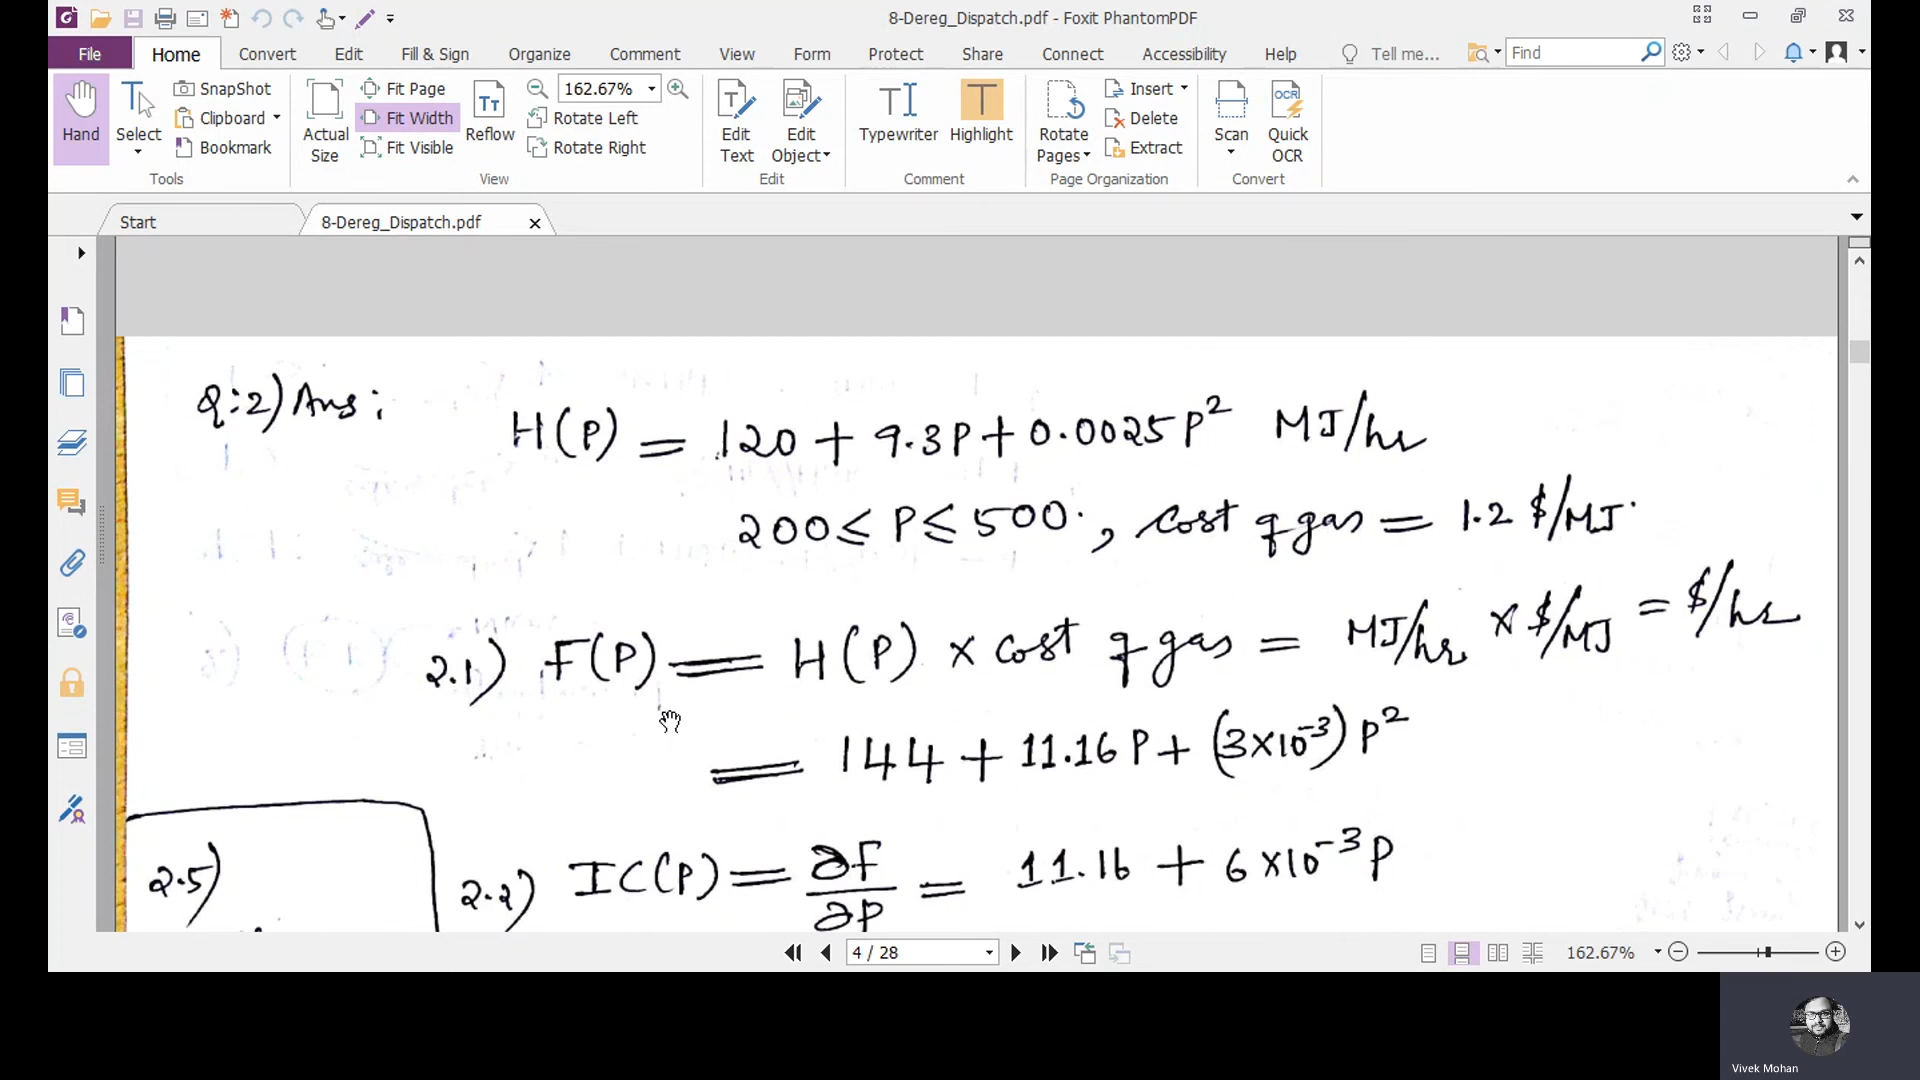 8-Dereg_Dispatch.pdf - Foxit PhantomPDF
File Home Convert Edit Fill & Sign Organize Comment View Form Protect Share Connect Accessibility Help Tell me... Find
Hand
Select
SnapShot
Clipboard
Bookmark
Tools
Actual Size
Fit Page
Fit Width
Fit Visible
Reflow
162.67%
Rotate Left
Rotate Right
View
Edit Text
Edit Object
Edit
Typewriter
Highlight
Comment
Rotate Pages
Insert
Delete
Extract
Page Organization
Scan
Quick OCR
Convert
Start
8-Dereg_Dispatch.pdf
Q:2) Ans:
H(P) = 120 + 9.3P + 0.0025P² MJ/hr
200 ≤ P ≤ 500, cost of gas = 1.2 $/MJ
2.1) F(P) = H(P) × cost of gas = MJ/hr × $/MJ = $/hr
= 144 + 11.16 P + (3×10⁻³) P²
2.5)
2.2) IC(P) = ∂F/∂P = 11.16 + 6×10⁻³ P
4 / 28
162.67%
Vivek Mohan